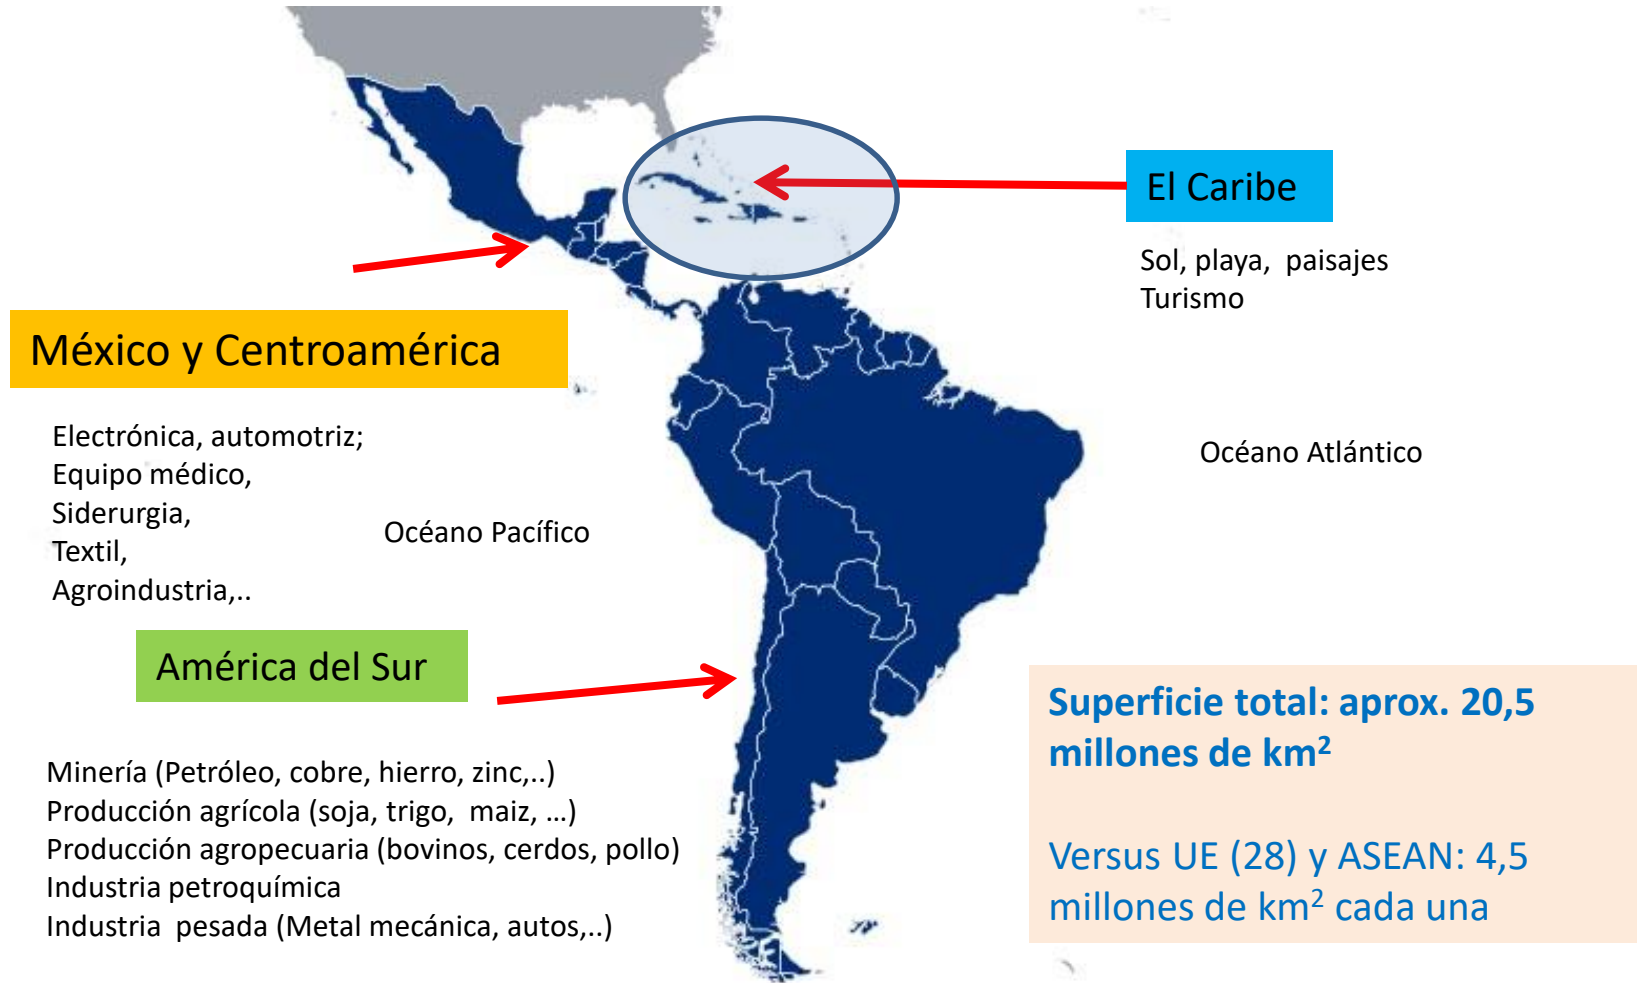 El Caribe
Sol, playa, paisajes
Turismo
México y Centroamérica
Electrónica, automotriz;
Equipo médico,
Siderurgia,
Textil,
Agroindustria,..
Océano Pacífico
Océano Atlántico
América del Sur
Minería (Petróleo, cobre, hierro, zinc,..)
Producción agrícola (soja, trigo, maiz, ...)
Producción agropecuaria (bovinos, cerdos, pollo)
Industria petroquímica
Industria pesada (Metal mecánica, autos,..)
Superficie total: aprox. 20,5
millones de km²
Versus UE (28) y ASEAN: 4,5
millones de km² cada una